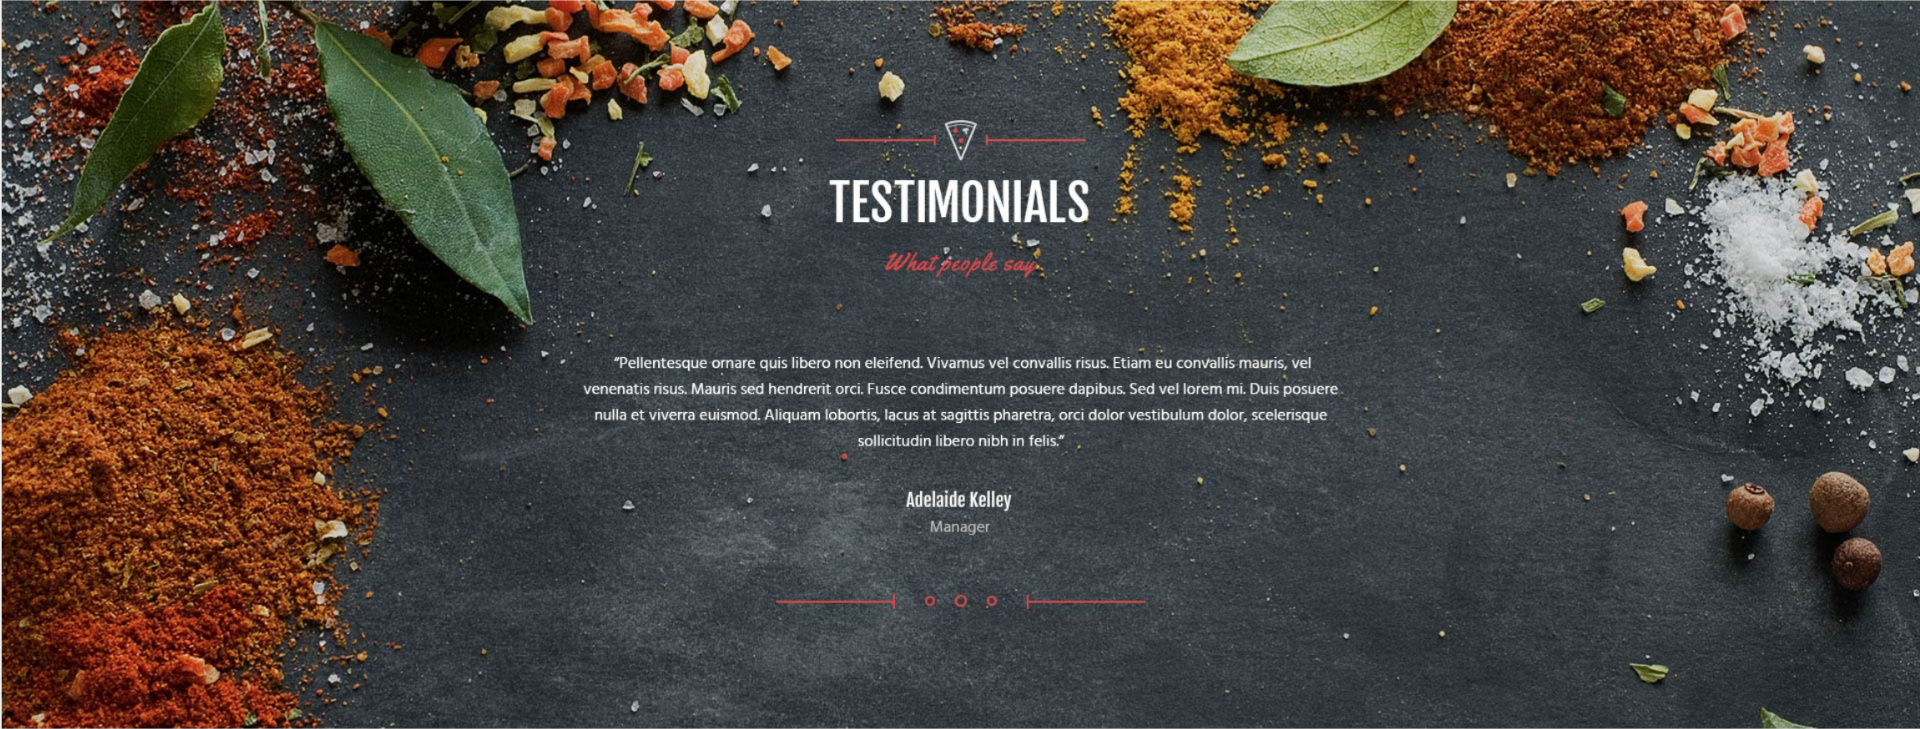 TESTIMONIALS
What people say
“Pellentesque ornare quis libero non eleifend. Vivamus vel convallis risus. Etiam eu convallis mauris, vel
venenatis risus. Mauris sed hendrerit orci. Fusce condimentum posuere dapibus. Sed vel lorem mi. Duis posuere
nulla et viverra euismod. Aliquam lobortis, lacus at sagittis pharetra, orci dolor vestibulum dolor, scelerisque
sollicitudin libero nibh in felis.”
Adelaide Kelley
Manager